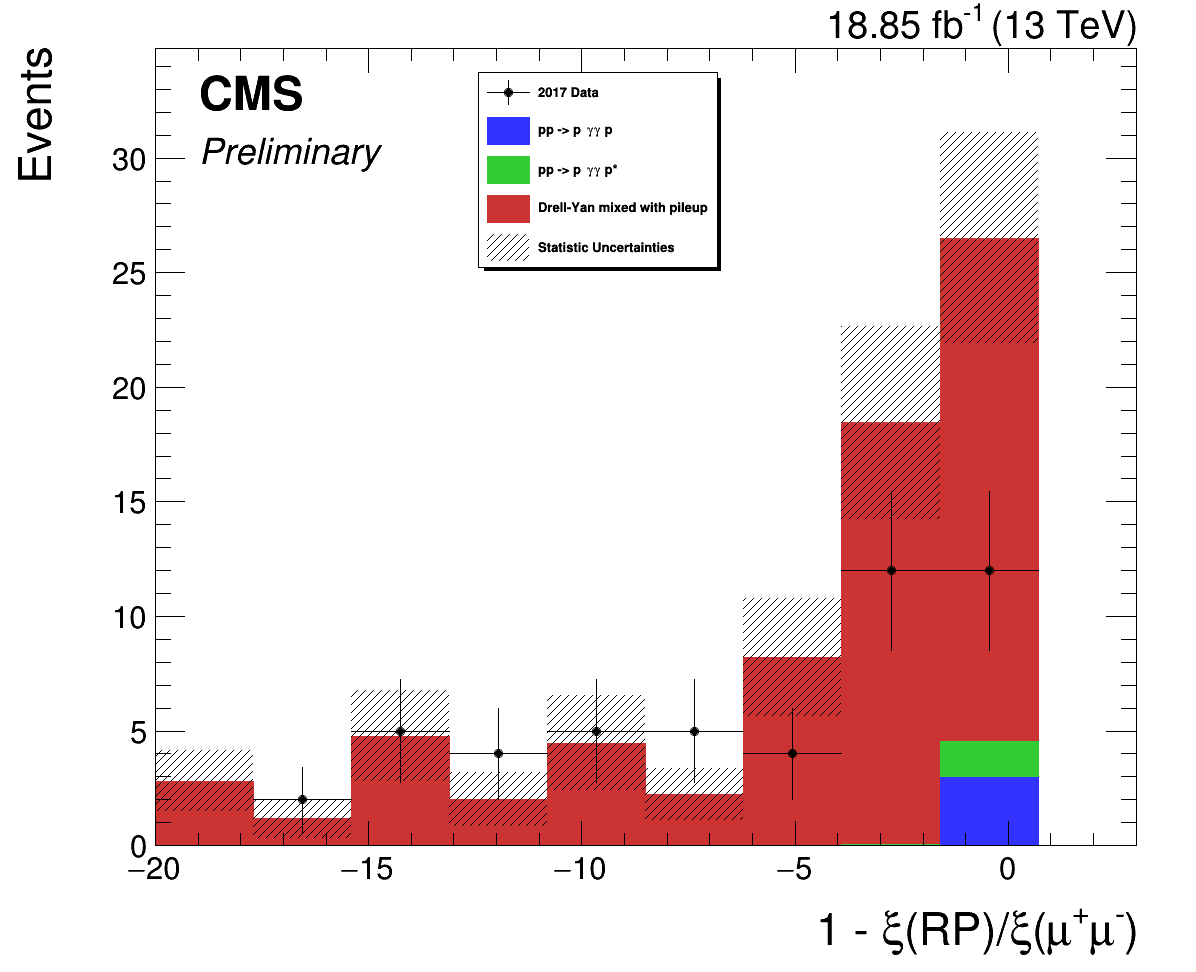 18.85 fb⁻¹ (13 TeV)
Events
CMS
Preliminary
2017 Data
pp -> p γγ p
pp -> p γγ p*
Drell-Yan mixed with pileup
Statistic Uncertainties
30
25
20
15
10
5
0
−20 −15 −10 −5 0
1 - ξ(RP)/ξ(μ⁺μ⁻)